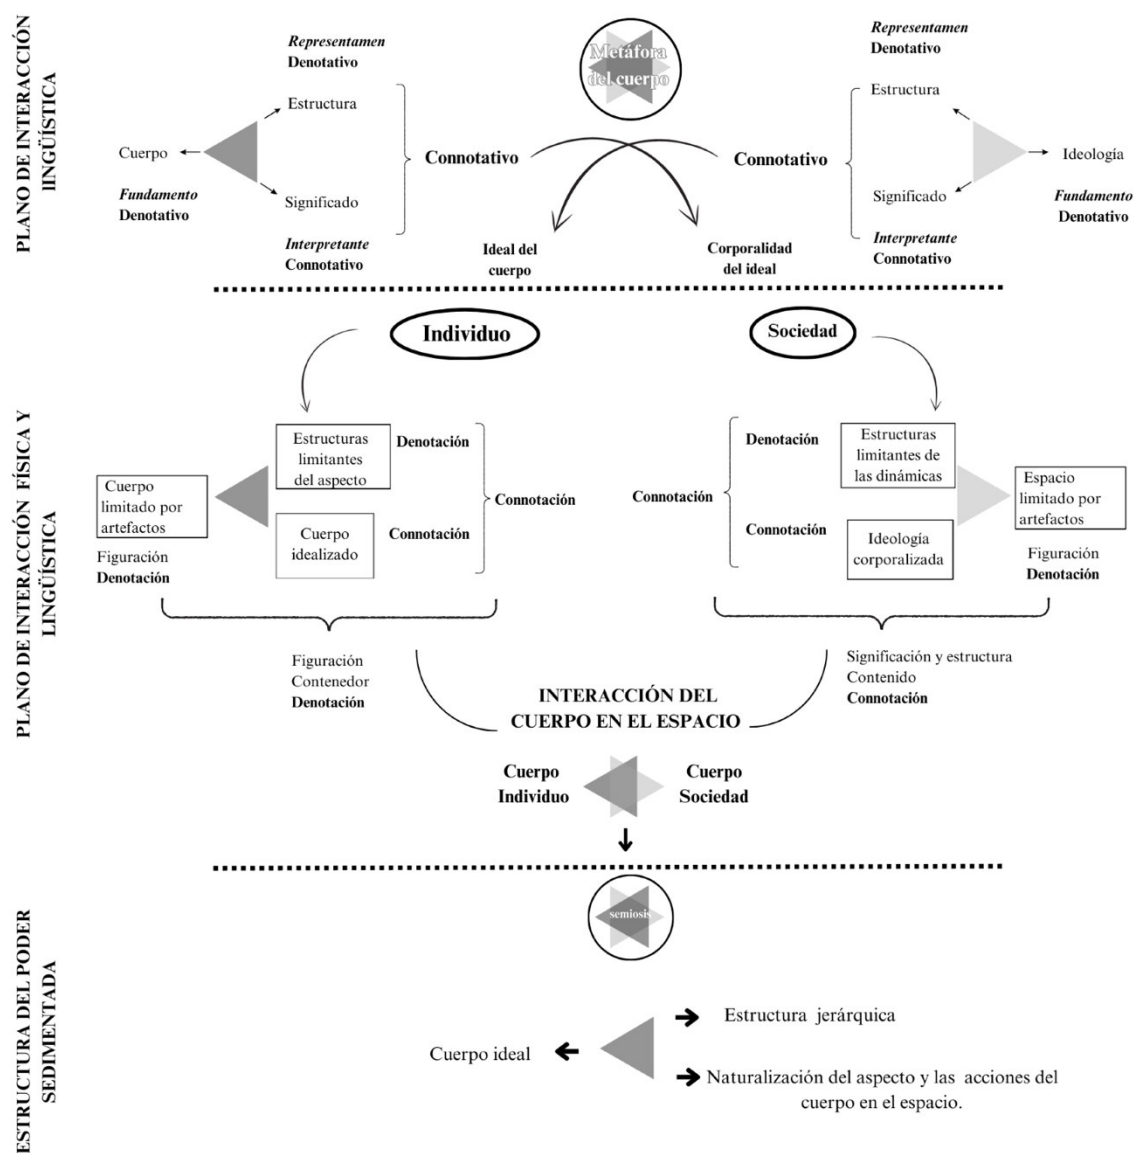 PLANO DE INTERACCIÓN
lINGÜÍSTICA
Representamen
Denotativo
Estructura
Cuerpo
Fundamento
Denotativo
Significado
Interpretante
Connotativo
Connotativo
Metáfora
del cuerpo
Connotativo
Representamen
Denotativo
Estructura
Ideología
Fundamento
Denotativo
Significado
Interpretante
Connotativo
Ideal del
cuerpo
Corporalidad
del ideal
PLANO DE INTERACCIÓN FÍSICA Y
LINGÜÍSTICA
Individuo
Sociedad
Estructuras
limitantes
del aspecto
Denotación
Cuerpo
limitado por
artefactos
Figuración
Denotación
Cuerpo
idealizado
Connotación
Connotación
Connotación
Denotación
Connotación
Estructuras
limitantes de
las dinámicas
Ideología
corporalizada
Espacio
limitado por
artefactos
Figuración
Denotación
Figuración
Contenedor
Denotación
Significación y estructura
Contenido
Connotación
INTERACCIÓN DEL
CUERPO EN EL ESPACIO
Cuerpo
Individuo
Cuerpo
Sociedad
ESTRUCTURA DEL PODER
SEDIMENTADA
semiosis
Cuerpo ideal
Estructura jerárquica
Naturalización del aspecto y las acciones del
cuerpo en el espacio.